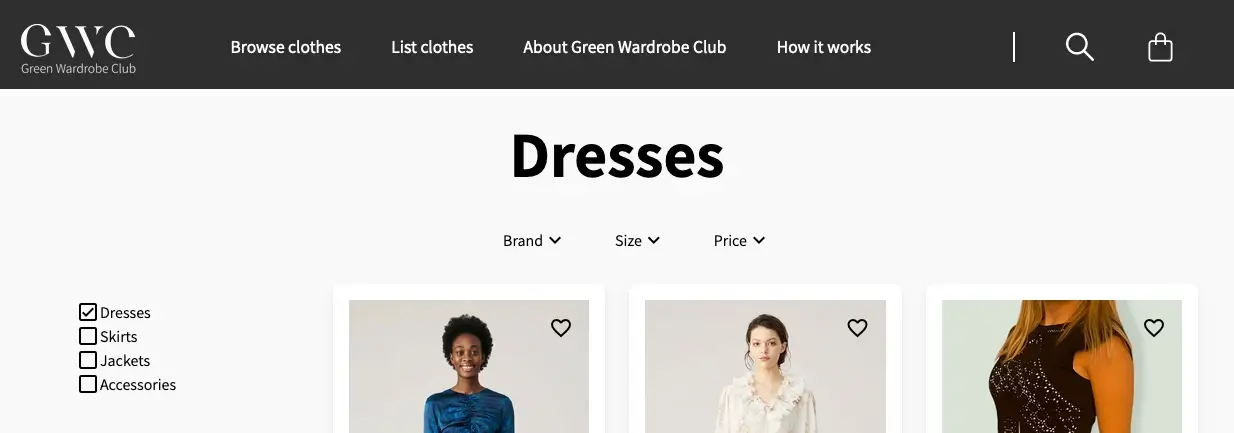 GWC
Green Wardrobe Club
Browse clothes
List clothes
About Green Wardrobe Club
How it works
Dresses
Brand
Size
Price
Dresses
Skirts
Jackets
Accessories